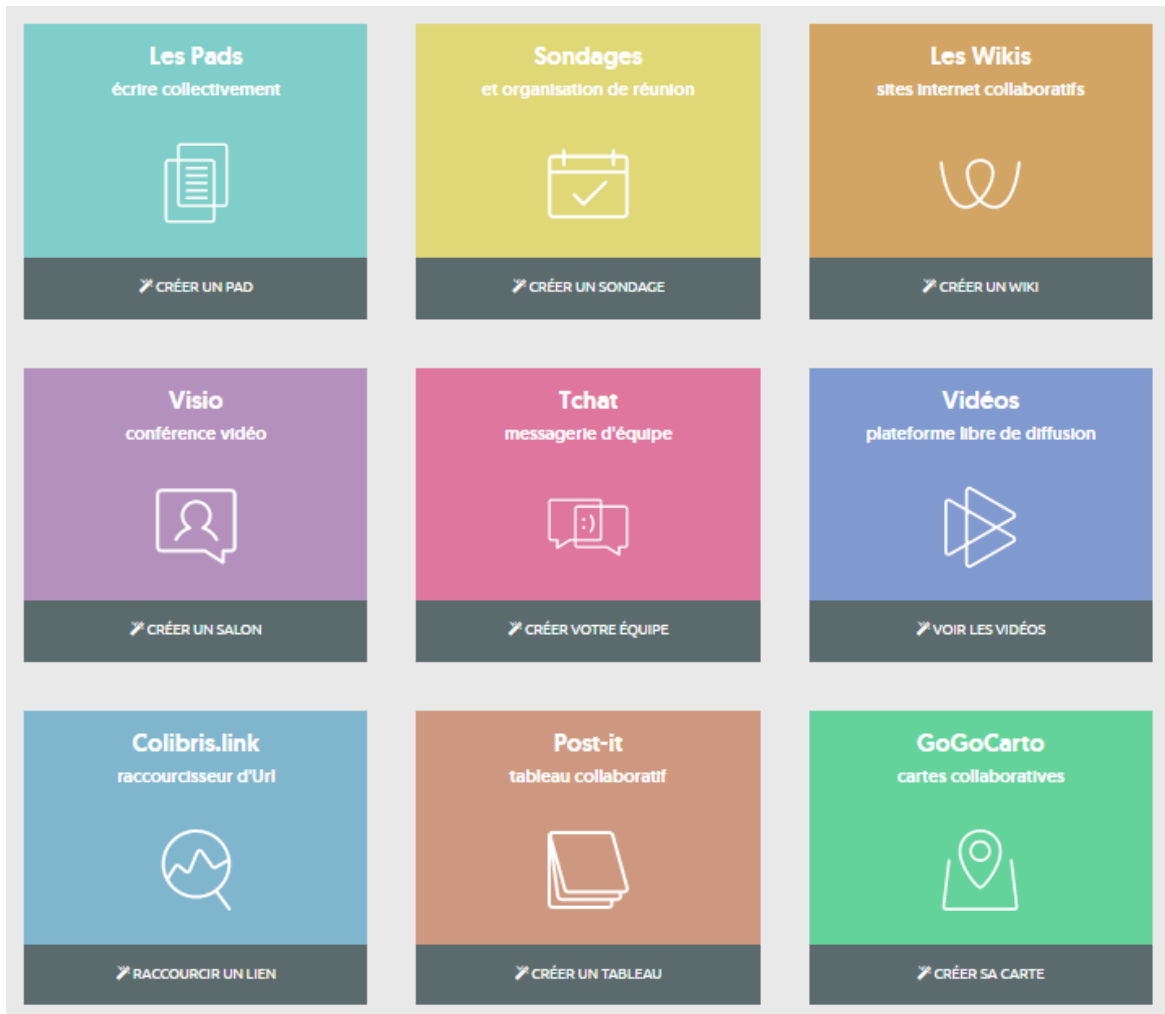 Les Pads
écrire collectivement
CRÉER UN PAD
Sondages
et organisation de réunion
CRÉER UN SONDAGE
Les Wikis
sites internet collaboratifs
CRÉER UN WIKI
Visio
conférence vidéo
CRÉER UN SALON
Tchat
messagerie d'équipe
:)
CRÉER VOTRE ÉQUIPE
Vidéos
plateforme libre de diffusion
VOIR LES VIDÉOS
Colibris.link
raccourcisseur d'Url
RACCOURCIR UN LIEN
Post-it
tableau collaboratif
CRÉER UN TABLEAU
GoGoCarto
cartes collaboratives
CRÉER SA CARTE